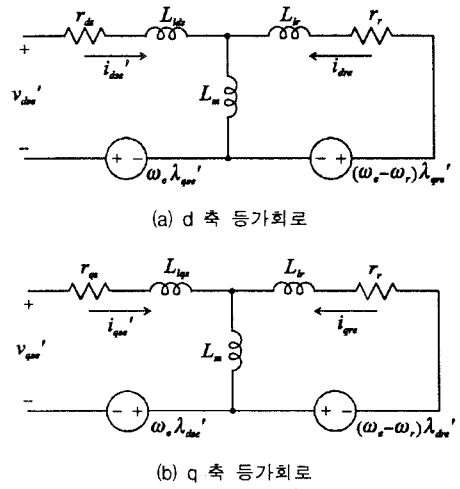 r_ds L_lds L_lr r_r
+ i_dse' i_dre
v_dse' L_m
− + − − +
ω_e λ_qse' (ω_e−ω_r)λ_qre'
(a) d 축 등가회로
r_qs L_lqs L_lr r_r
+ i_qse' i_qre
v_qse' L_m
− − + + −
ω_e λ_dse' (ω_e−ω_r)λ_dre'
(b) q 축 등가회로